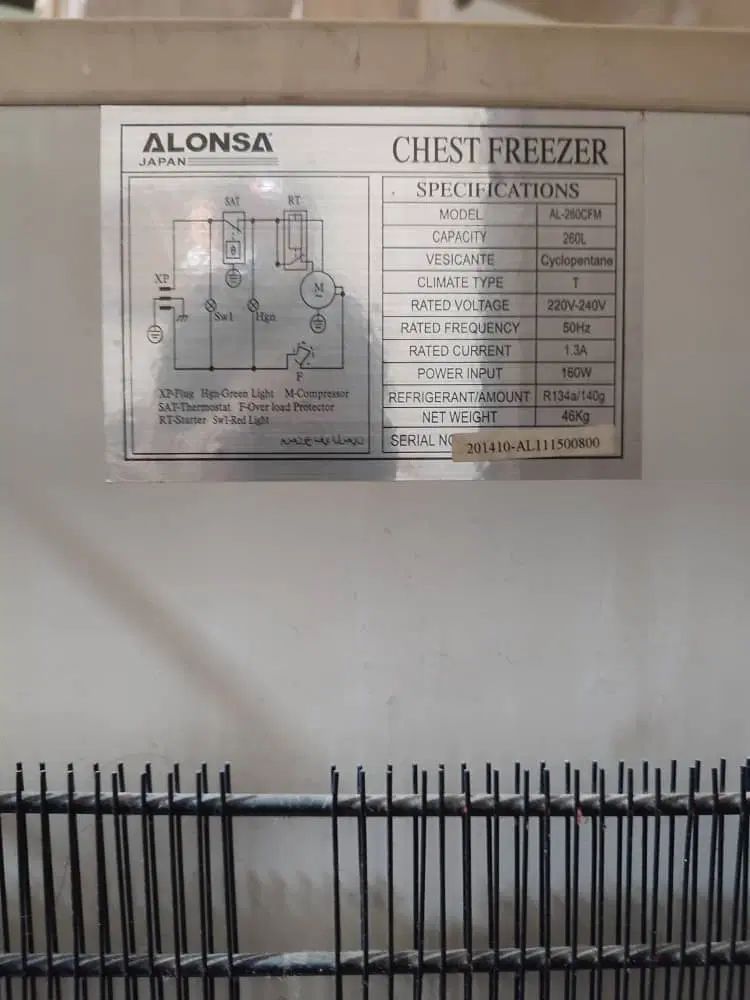 ALONSA
JAPAN
CHEST FREEZER
SAT
RT
XP
θ
M
~
Sw1
Hgn
F
XP-Plug Hgn-Green Light M-Compressor
SAT-Thermostat F-Over load Protector
RT-Starter Sw1-Red Light
SPECIFICATIONS
MODEL AL-260CFM
CAPACITY 260L
VESICANTE Cyclopentane
CLIMATE TYPE T
RATED VOLTAGE 220V-240V
RATED FREQUENCY 50Hz
RATED CURRENT 1.3A
POWER INPUT 160W
REFRIGERANT/AMOUNT R134a/140g
NET WEIGHT 46Kg
SERIAL NO 201410-AL111500800